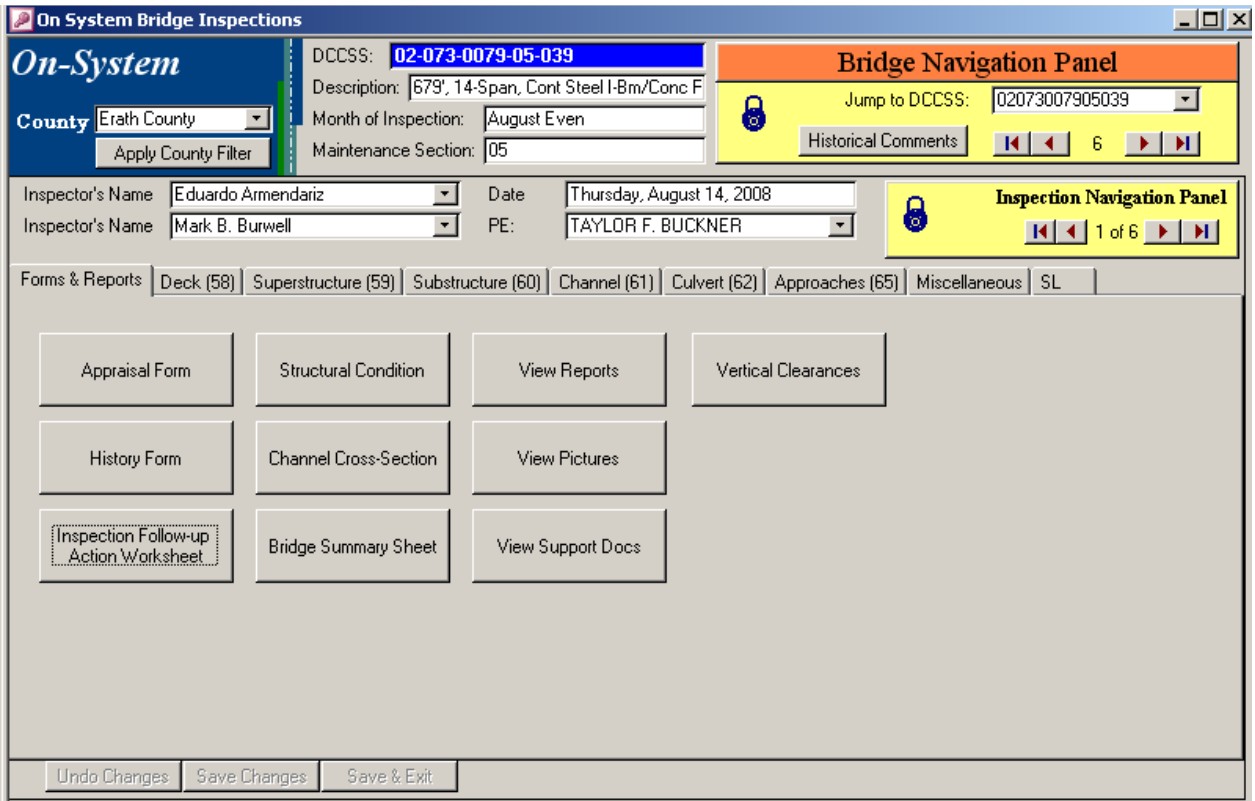 On System Bridge Inspections
On-System
County Erath County
Apply County Filter
DCCSS: 02-073-0079-05-039
Description: 679', 14-Span, Cont Steel I-Bm/Conc F
Month of Inspection: August Even
Maintenance Section: 05
Bridge Navigation Panel
Jump to DCCSS: 02073007905039
Historical Comments 6
Inspector's Name Eduardo Armendariz Date Thursday, August 14, 2008
Inspector's Name Mark B. Burwell PE: TAYLOR F. BUCKNER
Inspection Navigation Panel
1 of 6
Forms & Reports Deck (58) Superstructure (59) Substructure (60) Channel (61) Culvert (62) Approaches (65) Miscellaneous SL
Appraisal Form Structural Condition View Reports Vertical Clearances
History Form Channel Cross-Section View Pictures
Inspection Follow-up
Action Worksheet
Bridge Summary Sheet View Support Docs
Undo Changes Save Changes Save & Exit